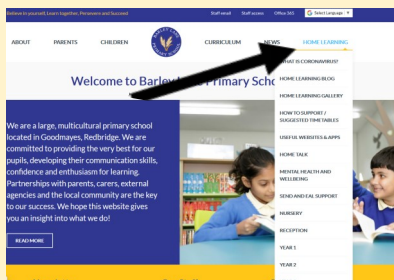 Believe in yourself, Learn together, Persevere and Succeed
Staff email
Staff access
Office 365
Select Language
ABOUT
PARENTS
CHILDREN
CURRICULUM
NEWS
HOME LEARNING
Welcome to Barley Primary Scho
We are a large, multicultural primary school
located in Goodmayes, Redbridge. We are
committed to providing the very best for our
pupils, developing their communication skills,
confidence and enthusiasm for learning.
Partnerships with parents, carers, external
agencies and the local community are the key
to our success. We hope this website gives
you an insight into what we do!
READ MORE
WHAT IS CORONAVIRUS?
HOME LEARNING BLOG
HOME LEARNING GALLERY
HOW TO SUPPORT /
SUGGESTED TIMETABLES
USEFUL WEBSITES & APPS
HOME TALK
MENTAL HEALTH AND
WELLBEING
SEND AND EAL SUPPORT
NURSERY
RECEPTION
YEAR 1
YEAR 2